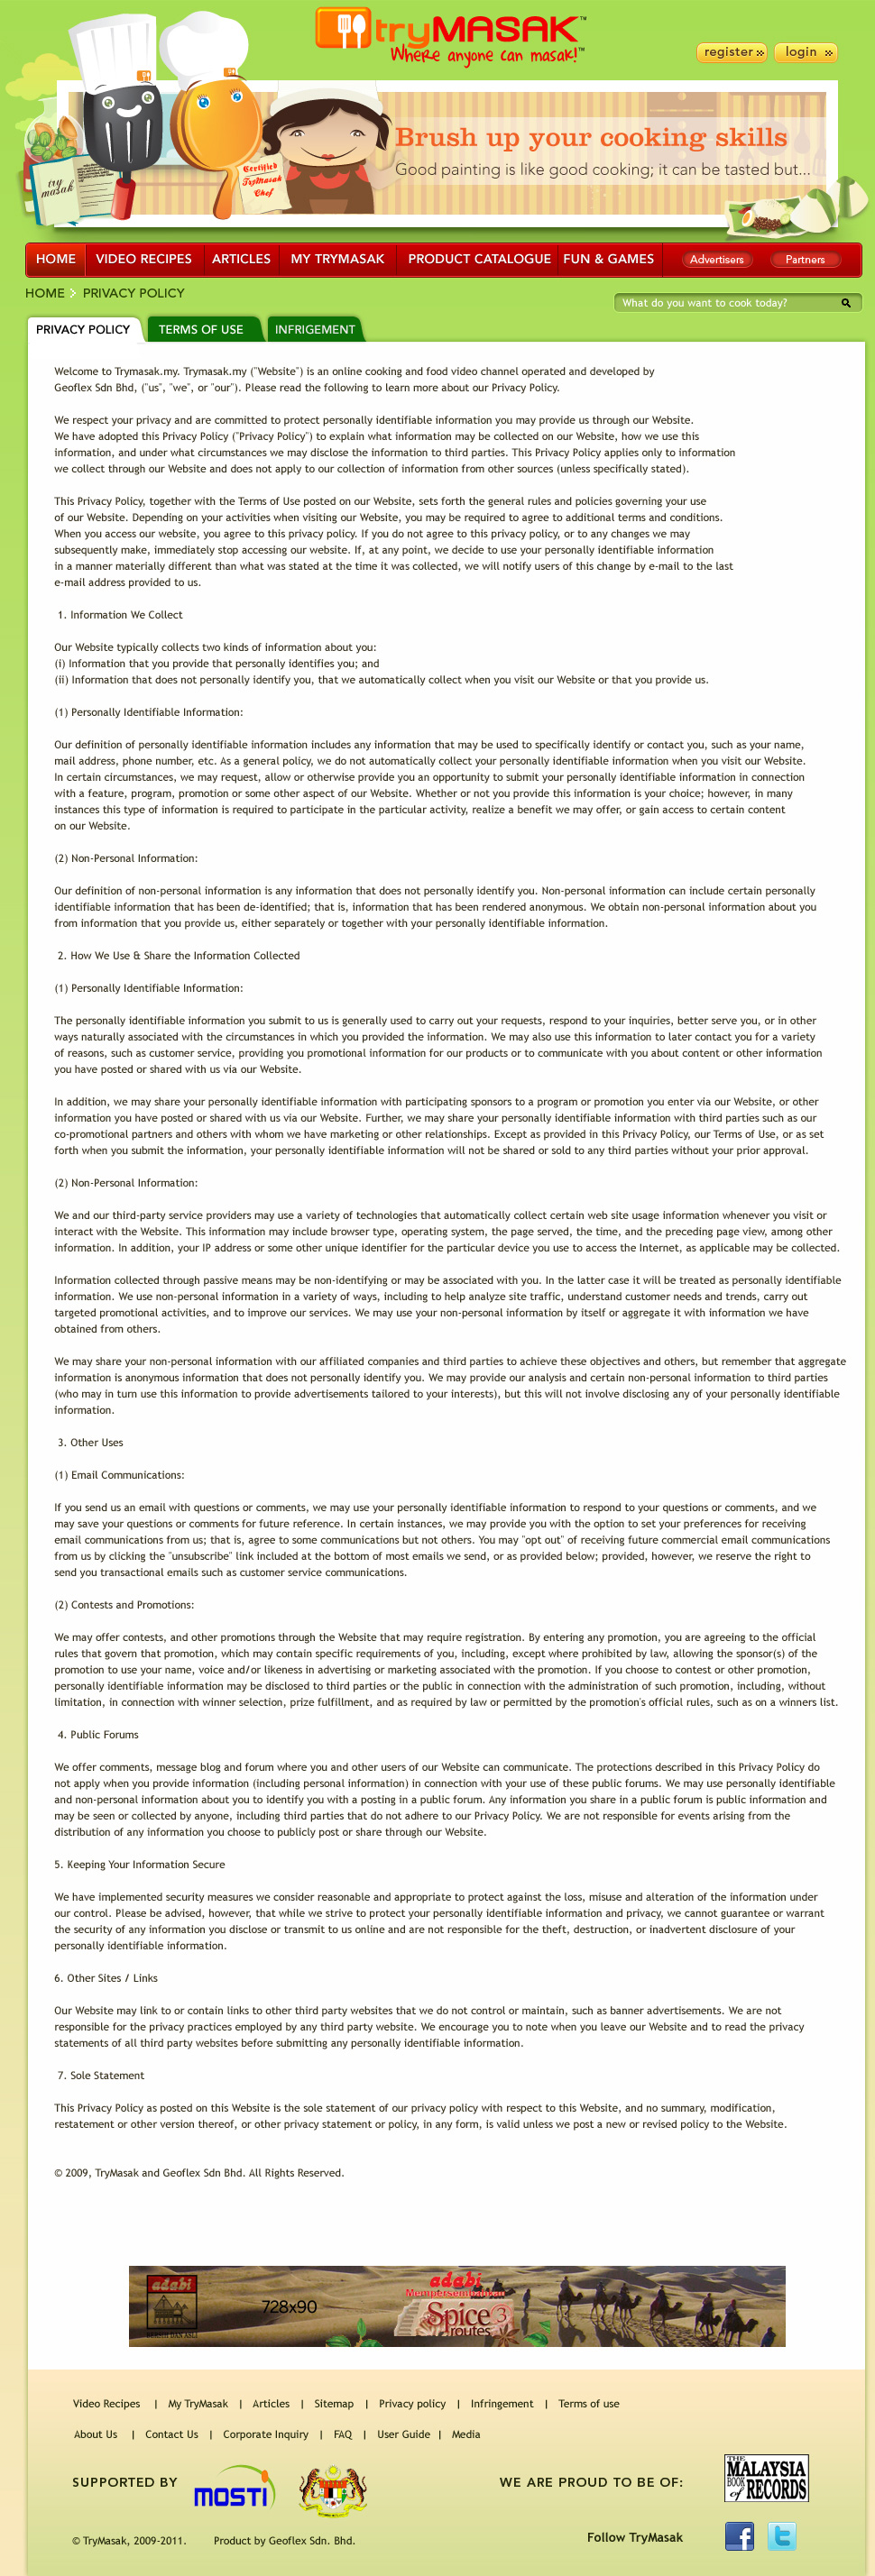 tryMASAK™
Where anyone can masak!™
register »
login »
try masak
Certified TryMasak Chef
Brush up your cooking skills
Good painting is like good cooking; it can be tasted but...
HOME VIDEO RECIPES ARTICLES MY TRYMASAK PRODUCT CATALOGUE FUN & GAMES Advertisers Partners
HOME > PRIVACY POLICY
What do you want to cook today?
PRIVACY POLICY TERMS OF USE INFRIGEMENT
Welcome to Trymasak.my. Trymasak.my ("Website") is an online cooking and food video channel operated and developed by
Geoflex Sdn Bhd, ("us", "we", or "our"). Please read the following to learn more about our Privacy Policy.
We respect your privacy and are committed to protect personally identifiable information you may provide us through our Website.
We have adopted this Privacy Policy ("Privacy Policy") to explain what information may be collected on our Website, how we use this
information, and under what circumstances we may disclose the information to third parties. This Privacy Policy applies only to information
we collect through our Website and does not apply to our collection of information from other sources (unless specifically stated).
This Privacy Policy, together with the Terms of Use posted on our Website, sets forth the general rules and policies governing your use
of our Website. Depending on your activities when visiting our Website, you may be required to agree to additional terms and conditions.
When you access our website, you agree to this privacy policy. If you do not agree to this privacy policy, or to any changes we may
subsequently make, immediately stop accessing our website. If, at any point, we decide to use your personally identifiable information
in a manner materially different than what was stated at the time it was collected, we will notify users of this change by e-mail to the last
e-mail address provided to us.
1. Information We Collect
Our Website typically collects two kinds of information about you:
(i) Information that you provide that personally identifies you; and
(ii) Information that does not personally identify you, that we automatically collect when you visit our Website or that you provide us.
(1) Personally Identifiable Information:
Our definition of personally identifiable information includes any information that may be used to specifically identify or contact you, such as your name,
mail address, phone number, etc. As a general policy, we do not automatically collect your personally identifiable information when you visit our Website.
In certain circumstances, we may request, allow or otherwise provide you an opportunity to submit your personally identifiable information in connection
with a feature, program, promotion or some other aspect of our Website. Whether or not you provide this information is your choice; however, in many
instances this type of information is required to participate in the particular activity, realize a benefit we may offer, or gain access to certain content
on our Website.
(2) Non-Personal Information:
Our definition of non-personal information is any information that does not personally identify you. Non-personal information can include certain personally
identifiable information that has been de-identified; that is, information that has been rendered anonymous. We obtain non-personal information about you
from information that you provide us, either separately or together with your personally identifiable information.
2. How We Use & Share the Information Collected
(1) Personally Identifiable Information:
The personally identifiable information you submit to us is generally used to carry out your requests, respond to your inquiries, better serve you, or in other
ways naturally associated with the circumstances in which you provided the information. We may also use this information to later contact you for a variety
of reasons, such as customer service, providing you promotional information for our products or to communicate with you about content or other information
you have posted or shared with us via our Website.
In addition, we may share your personally identifiable information with participating sponsors to a program or promotion you enter via our Website, or other
information you have posted or shared with us via our Website. Further, we may share your personally identifiable information with third parties such as our
co-promotional partners and others with whom we have marketing or other relationships. Except as provided in this Privacy Policy, our Terms of Use, or as set
forth when you submit the information, your personally identifiable information will not be shared or sold to any third parties without your prior approval.
(2) Non-Personal Information:
We and our third-party service providers may use a variety of technologies that automatically collect certain web site usage information whenever you visit or
interact with the Website. This information may include browser type, operating system, the page served, the time, and the preceding page view, among other
information. In addition, your IP address or some other unique identifier for the particular device you use to access the Internet, as applicable may be collected.
Information collected through passive means may be non-identifying or may be associated with you. In the latter case it will be treated as personally identifiable
information. We use non-personal information in a variety of ways, including to help analyze site traffic, understand customer needs and trends, carry out
targeted promotional activities, and to improve our services. We may use your non-personal information by itself or aggregate it with information we have
obtained from others.
We may share your non-personal information with our affiliated companies and third parties to achieve these objectives and others, but remember that aggregate
information is anonymous information that does not personally identify you. We may provide our analysis and certain non-personal information to third parties
(who may in turn use this information to provide advertisements tailored to your interests), but this will not involve disclosing any of your personally identifiable
information.
3. Other Uses
(1) Email Communications:
If you send us an email with questions or comments, we may use your personally identifiable information to respond to your questions or comments, and we
may save your questions or comments for future reference. In certain instances, we may provide you with the option to set your preferences for receiving
email communications from us; that is, agree to some communications but not others. You may "opt out" of receiving future commercial email communications
from us by clicking the "unsubscribe" link included at the bottom of most emails we send, or as provided below; provided, however, we reserve the right to
send you transactional emails such as customer service communications.
(2) Contests and Promotions:
We may offer contests, and other promotions through the Website that may require registration. By entering any promotion, you are agreeing to the official
rules that govern that promotion, which may contain specific requirements of you, including, except where prohibited by law, allowing the sponsor(s) of the
promotion to use your name, voice and/or likeness in advertising or marketing associated with the promotion. If you choose to contest or other promotion,
personally identifiable information may be disclosed to third parties or the public in connection with the administration of such promotion, including, without
limitation, in connection with winner selection, prize fulfillment, and as required by law or permitted by the promotion's official rules, such as on a winners list.
4. Public Forums
We offer comments, message blog and forum where you and other users of our Website can communicate. The protections described in this Privacy Policy do
not apply when you provide information (including personal information) in connection with your use of these public forums. We may use personally identifiable
and non-personal information about you to identify you with a posting in a public forum. Any information you share in a public forum is public information and
may be seen or collected by anyone, including third parties that do not adhere to our Privacy Policy. We are not responsible for events arising from the
distribution of any information you choose to publicly post or share through our Website.
5. Keeping Your Information Secure
We have implemented security measures we consider reasonable and appropriate to protect against the loss, misuse and alteration of the information under
our control. Please be advised, however, that while we strive to protect your personally identifiable information and privacy, we cannot guarantee or warrant
the security of any information you disclose or transmit to us online and are not responsible for the theft, destruction, or inadvertent disclosure of your
personally identifiable information.
6. Other Sites / Links
Our Website may link to or contain links to other third party websites that we do not control or maintain, such as banner advertisements. We are not
responsible for the privacy practices employed by any third party website. We encourage you to note when you leave our Website and to read the privacy
statements of all third party websites before submitting any personally identifiable information.
7. Sole Statement
This Privacy Policy as posted on this Website is the sole statement of our privacy policy with respect to this Website, and no summary, modification,
restatement or other version thereof, or other privacy statement or policy, in any form, is valid unless we post a new or revised policy to the Website.
© 2009, TryMasak and Geoflex Sdn Bhd. All Rights Reserved.
adabi
728x90
adabi
Mempersembahkan
Spice 3
routes
Video Recipes | My TryMasak | Articles | Sitemap | Privacy policy | Infringement | Terms of use
About Us | Contact Us | Corporate Inquiry | FAQ | User Guide | Media
SUPPORTED BY MOSTI WE ARE PROUD TO BE OF:
THE MALAYSIA BOOK of RECORDS
© TryMasak, 2009-2011. Product by Geoflex Sdn. Bhd.
Follow TryMasak